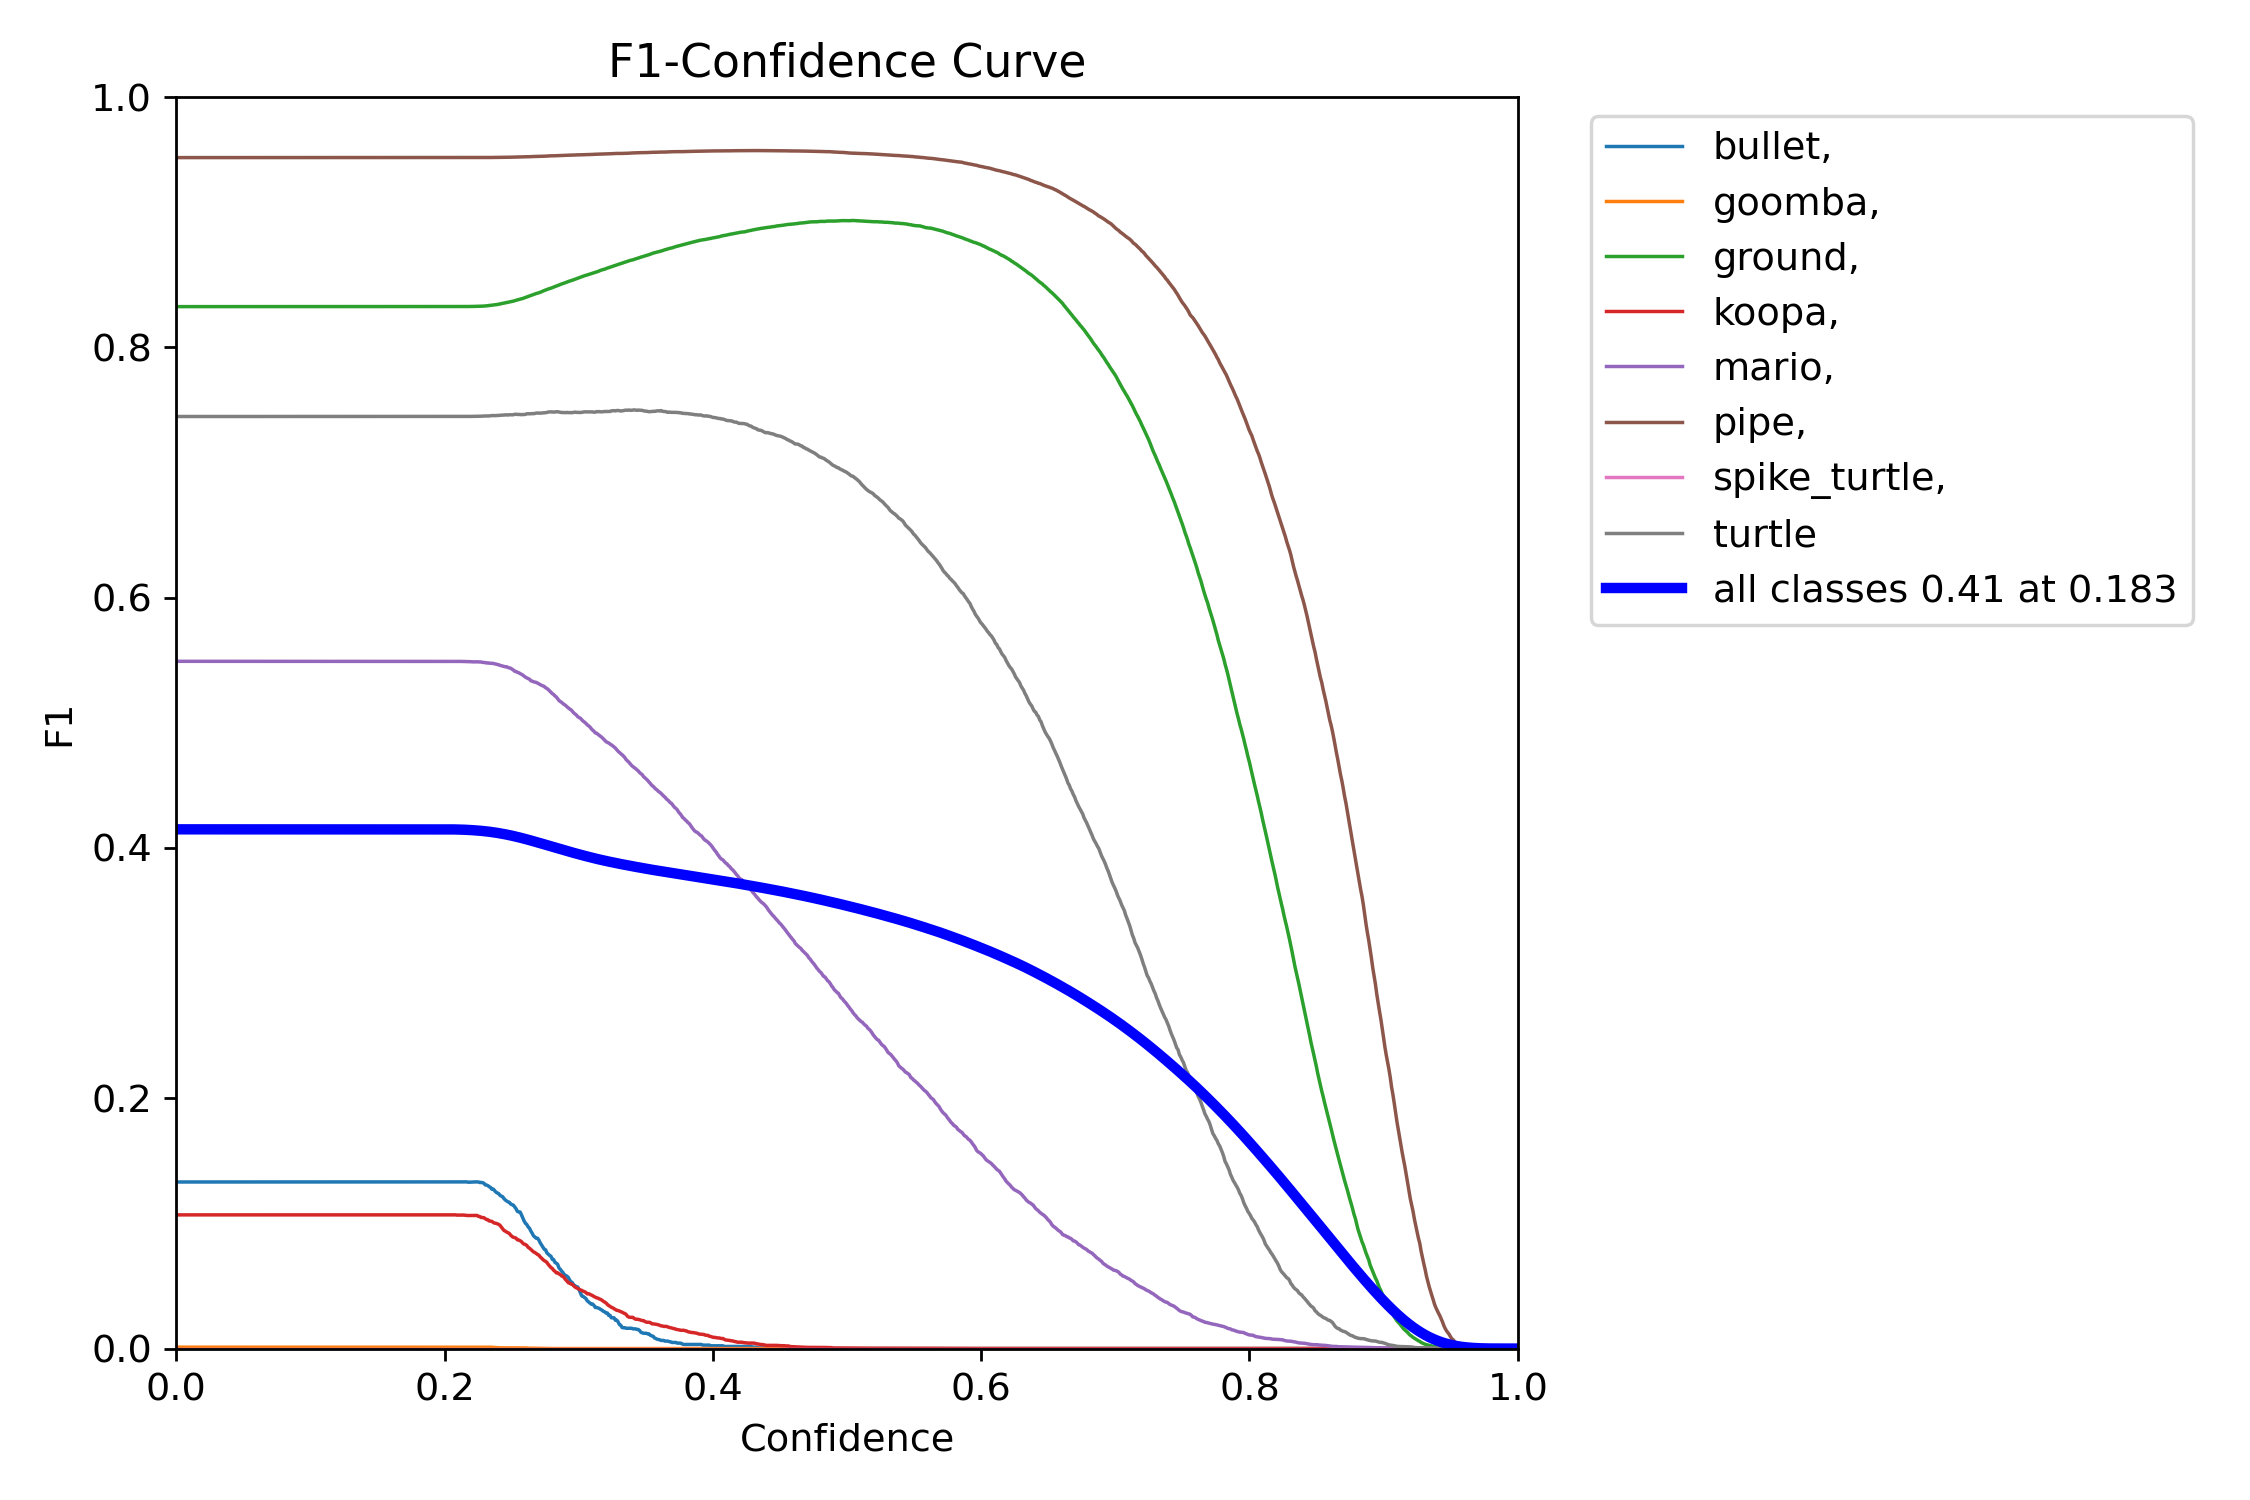 F1-Confidence Curve
1.0
0.8
0.6
0.4
0.2
0.0
F1
0.0 0.2 0.4 0.6 0.8 1.0
Confidence
bullet,
goomba,
ground,
koopa,
mario,
pipe,
spike_turtle,
turtle
all classes 0.41 at 0.183